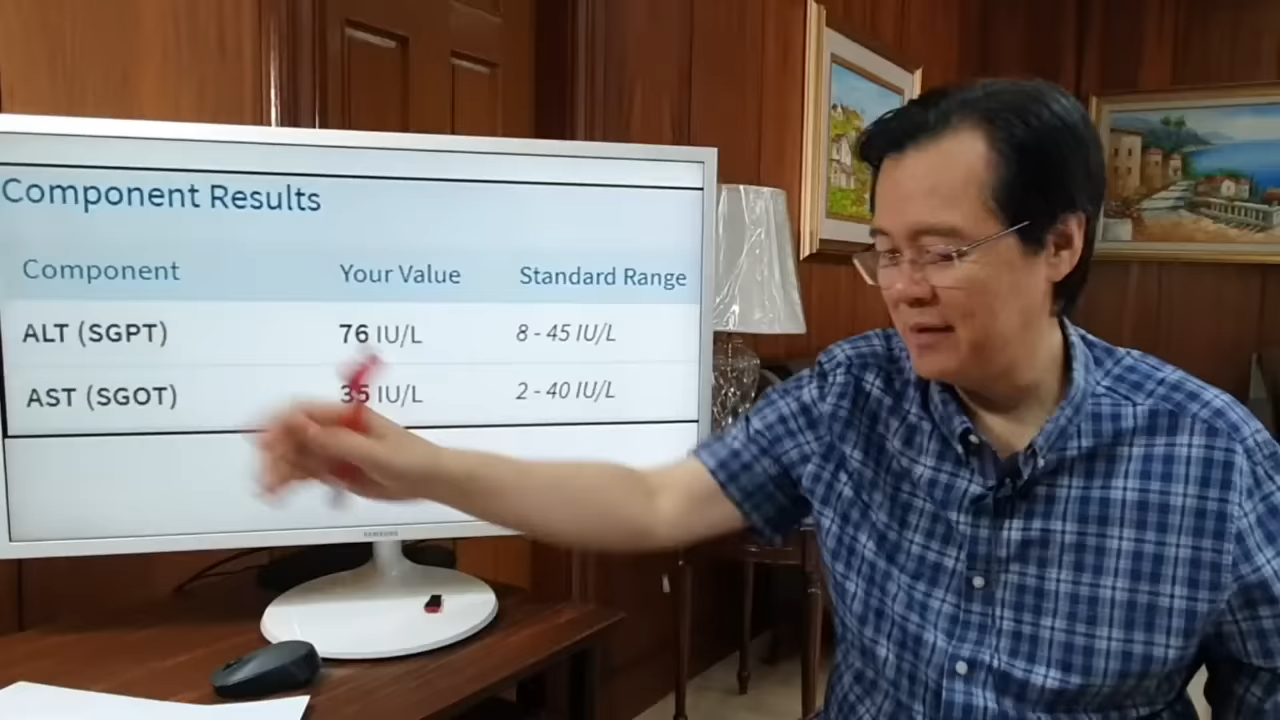 Component Results
Component Your Value Standard Range
ALT (SGPT) 76 IU/L 8 - 45 IU/L
AST (SGOT) 35 IU/L 2 - 40 IU/L
SAMSUNG